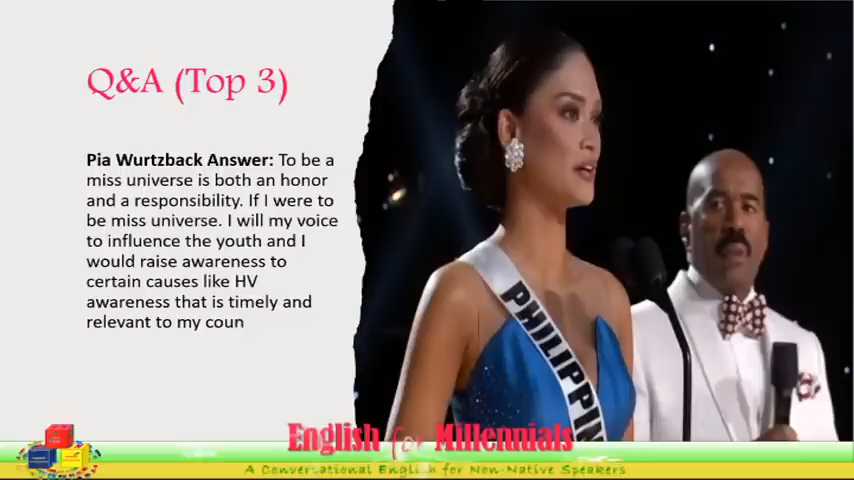 Q&A (Top 3)
Pia Wurtzback Answer: To be a
miss universe is both an honor
and a responsibility. If I were to
be miss universe. I will my voice
to influence the youth and I
would raise awareness to
certain causes like HV
awareness that is timely and
relevant to my coun
PHILIPPIN
English for Millennials
A Conversational English for Non-Native Speakers